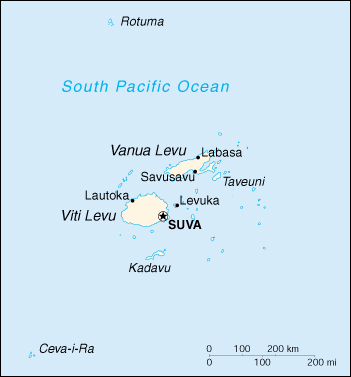 Rotuma
South Pacific Ocean
Vanua Levu
Labasa
Savusavu
Taveuni
Lautoka
Levuka
Viti Levu
SUVA
Kadavu
Ceva-i-Ra
0 100 200 km
0 100 200 mi